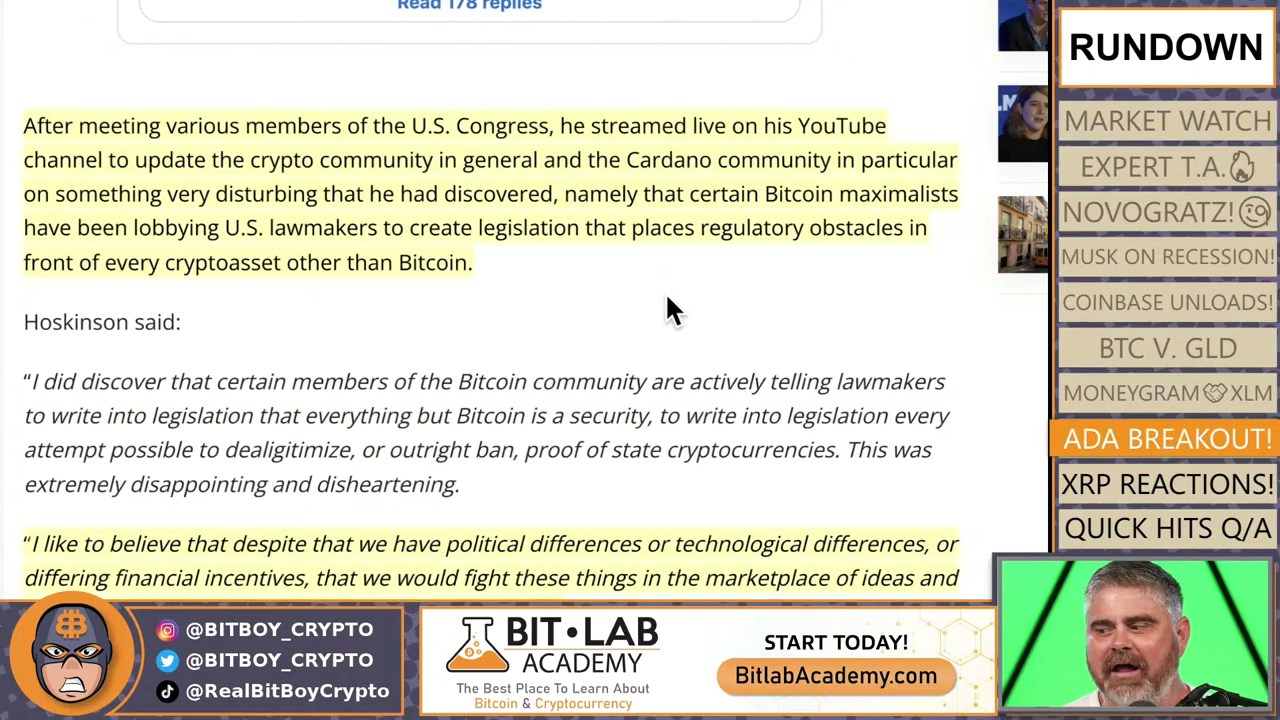 Read 178 replies
After meeting various members of the U.S. Congress, he streamed live on his YouTube
channel to update the crypto community in general and the Cardano community in particular
on something very disturbing that he had discovered, namely that certain Bitcoin maximalists
have been lobbying U.S. lawmakers to create legislation that places regulatory obstacles in
front of every cryptoasset other than Bitcoin.
Hoskinson said:
“I did discover that certain members of the Bitcoin community are actively telling lawmakers
to write into legislation that everything but Bitcoin is a security, to write into legislation every
attempt possible to dealigitimize, or outright ban, proof of state cryptocurrencies. This was
extremely disappointing and disheartening.
“I like to believe that despite that we have political differences or technological differences, or
differing financial incentives, that we would fight these things in the marketplace of ideas and
RUNDOWN
MARKET WATCH
EXPERT T.A.
NOVOGRATZ!
MUSK ON RECESSION!
COINBASE UNLOADS!
BTC V. GLD
MONEYGRAM XLM
ADA BREAKOUT!
XRP REACTIONS!
QUICK HITS Q/A
@BITBOY_CRYPTO
@BITBOY_CRYPTO
@RealBitBoyCrypto
BIT•LAB
ACADEMY
The Best Place To Learn About
Bitcoin & Cryptocurrency
START TODAY!
BitlabAcademy.com